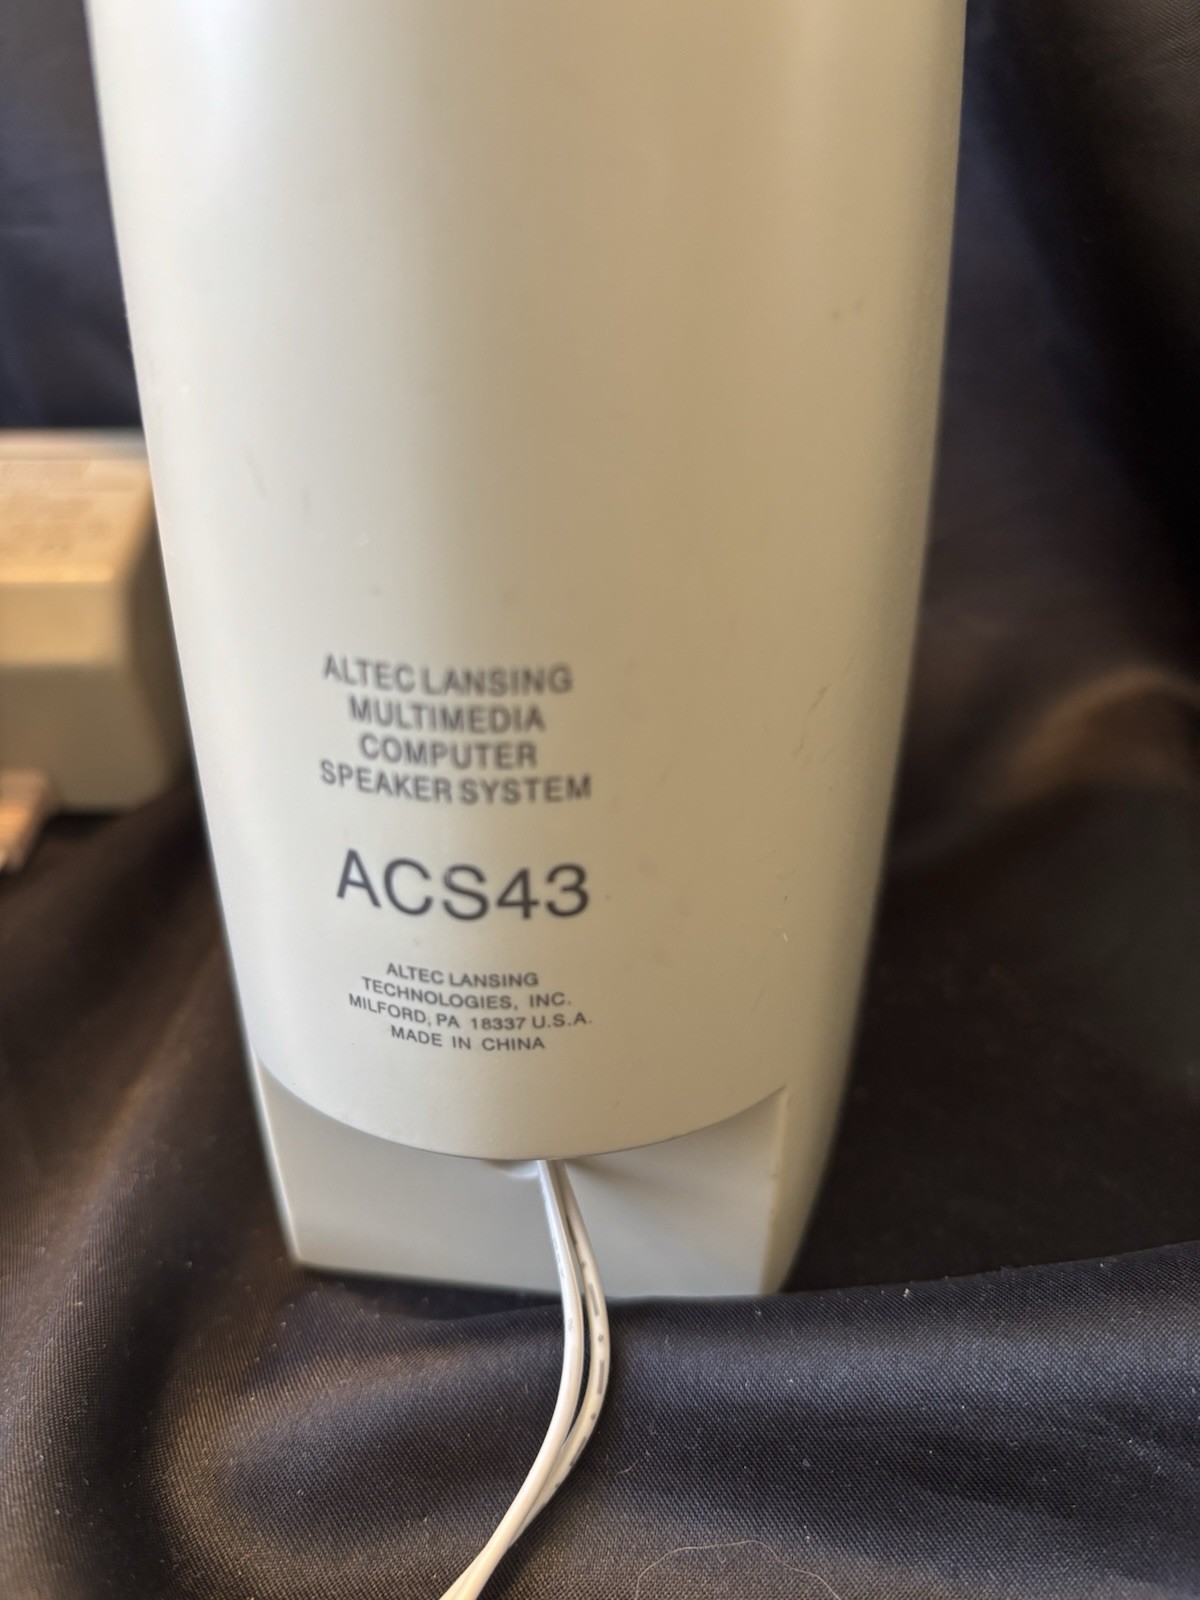 ALTEC LANSING
MULTIMEDIA
COMPUTER
SPEAKER SYSTEM
ACS43
ALTEC LANSING
TECHNOLOGIES, INC.
MILFORD, PA 18337 U.S.A.
MADE IN CHINA